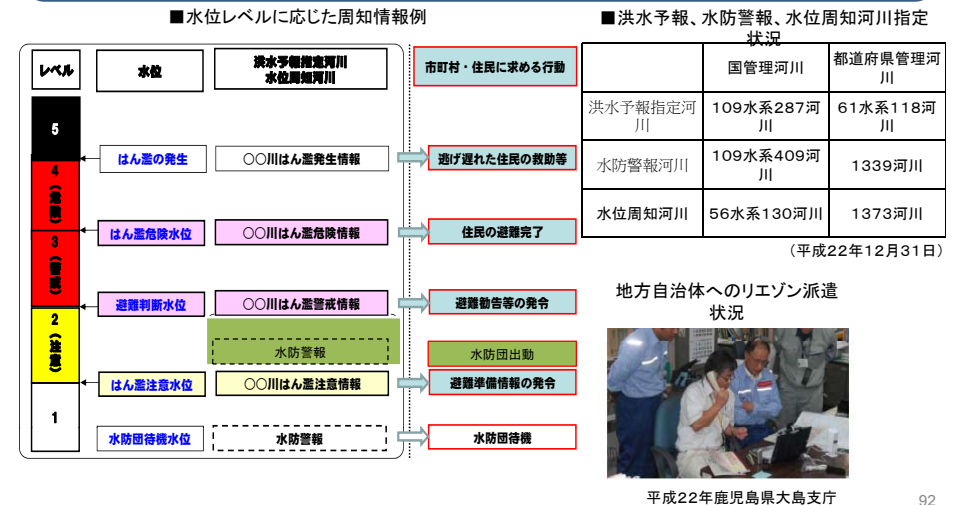 ■水位レベルに応じた周知情報例
レベル
水位
洪水予報指定河川
水位周知河川
市町村・住民に求める行動
5
はん濫の発生
○○川はん濫発生情報
逃げ遅れた住民の救助等
4(危険)
はん濫危険水位
○○川はん濫危険情報
住民の避難完了
3(警戒)
避難判断水位
○○川はん濫警戒情報
避難勧告等の発令
2(注意)
水防警報
水防団出動
はん濫注意水位
○○川はん濫注意情報
避難準備情報の発令
1
水防団待機水位
水防警報
水防団待機
■洪水予報、水防警報、水位周知河川指定
状況
国管理河川
都道府県管理河
川
洪水予報指定河
川
109水系287河
川
61水系118河
川
水防警報河川
109水系409河
川
1339河川
水位周知河川
56水系130河川
1373河川
(平成22年12月31日)
地方自治体へのリエゾン派遣
状況
平成22年鹿児島県大島支庁
92